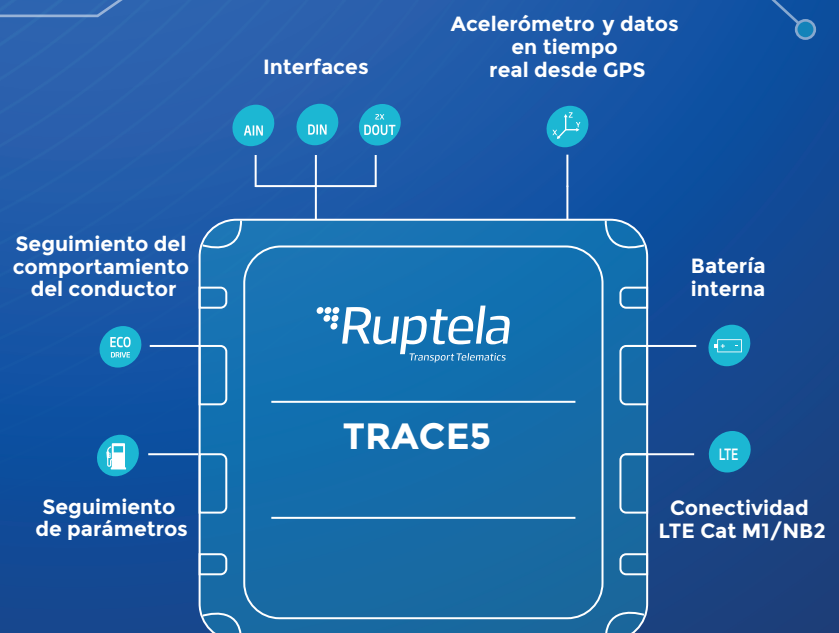 Acelerómetro y datos
en tiempo
real desde GPS
Interfaces
AIN
DIN
2X
DOUT
Z
X
Y
Seguimiento del
comportamiento
del conductor
Batería
interna
ECO
DRIVE
+ -
Ruptela
Transport Telematics
TRACE5
LTE
Seguimiento
de parámetros
Conectividad
LTE Cat M1/NB2